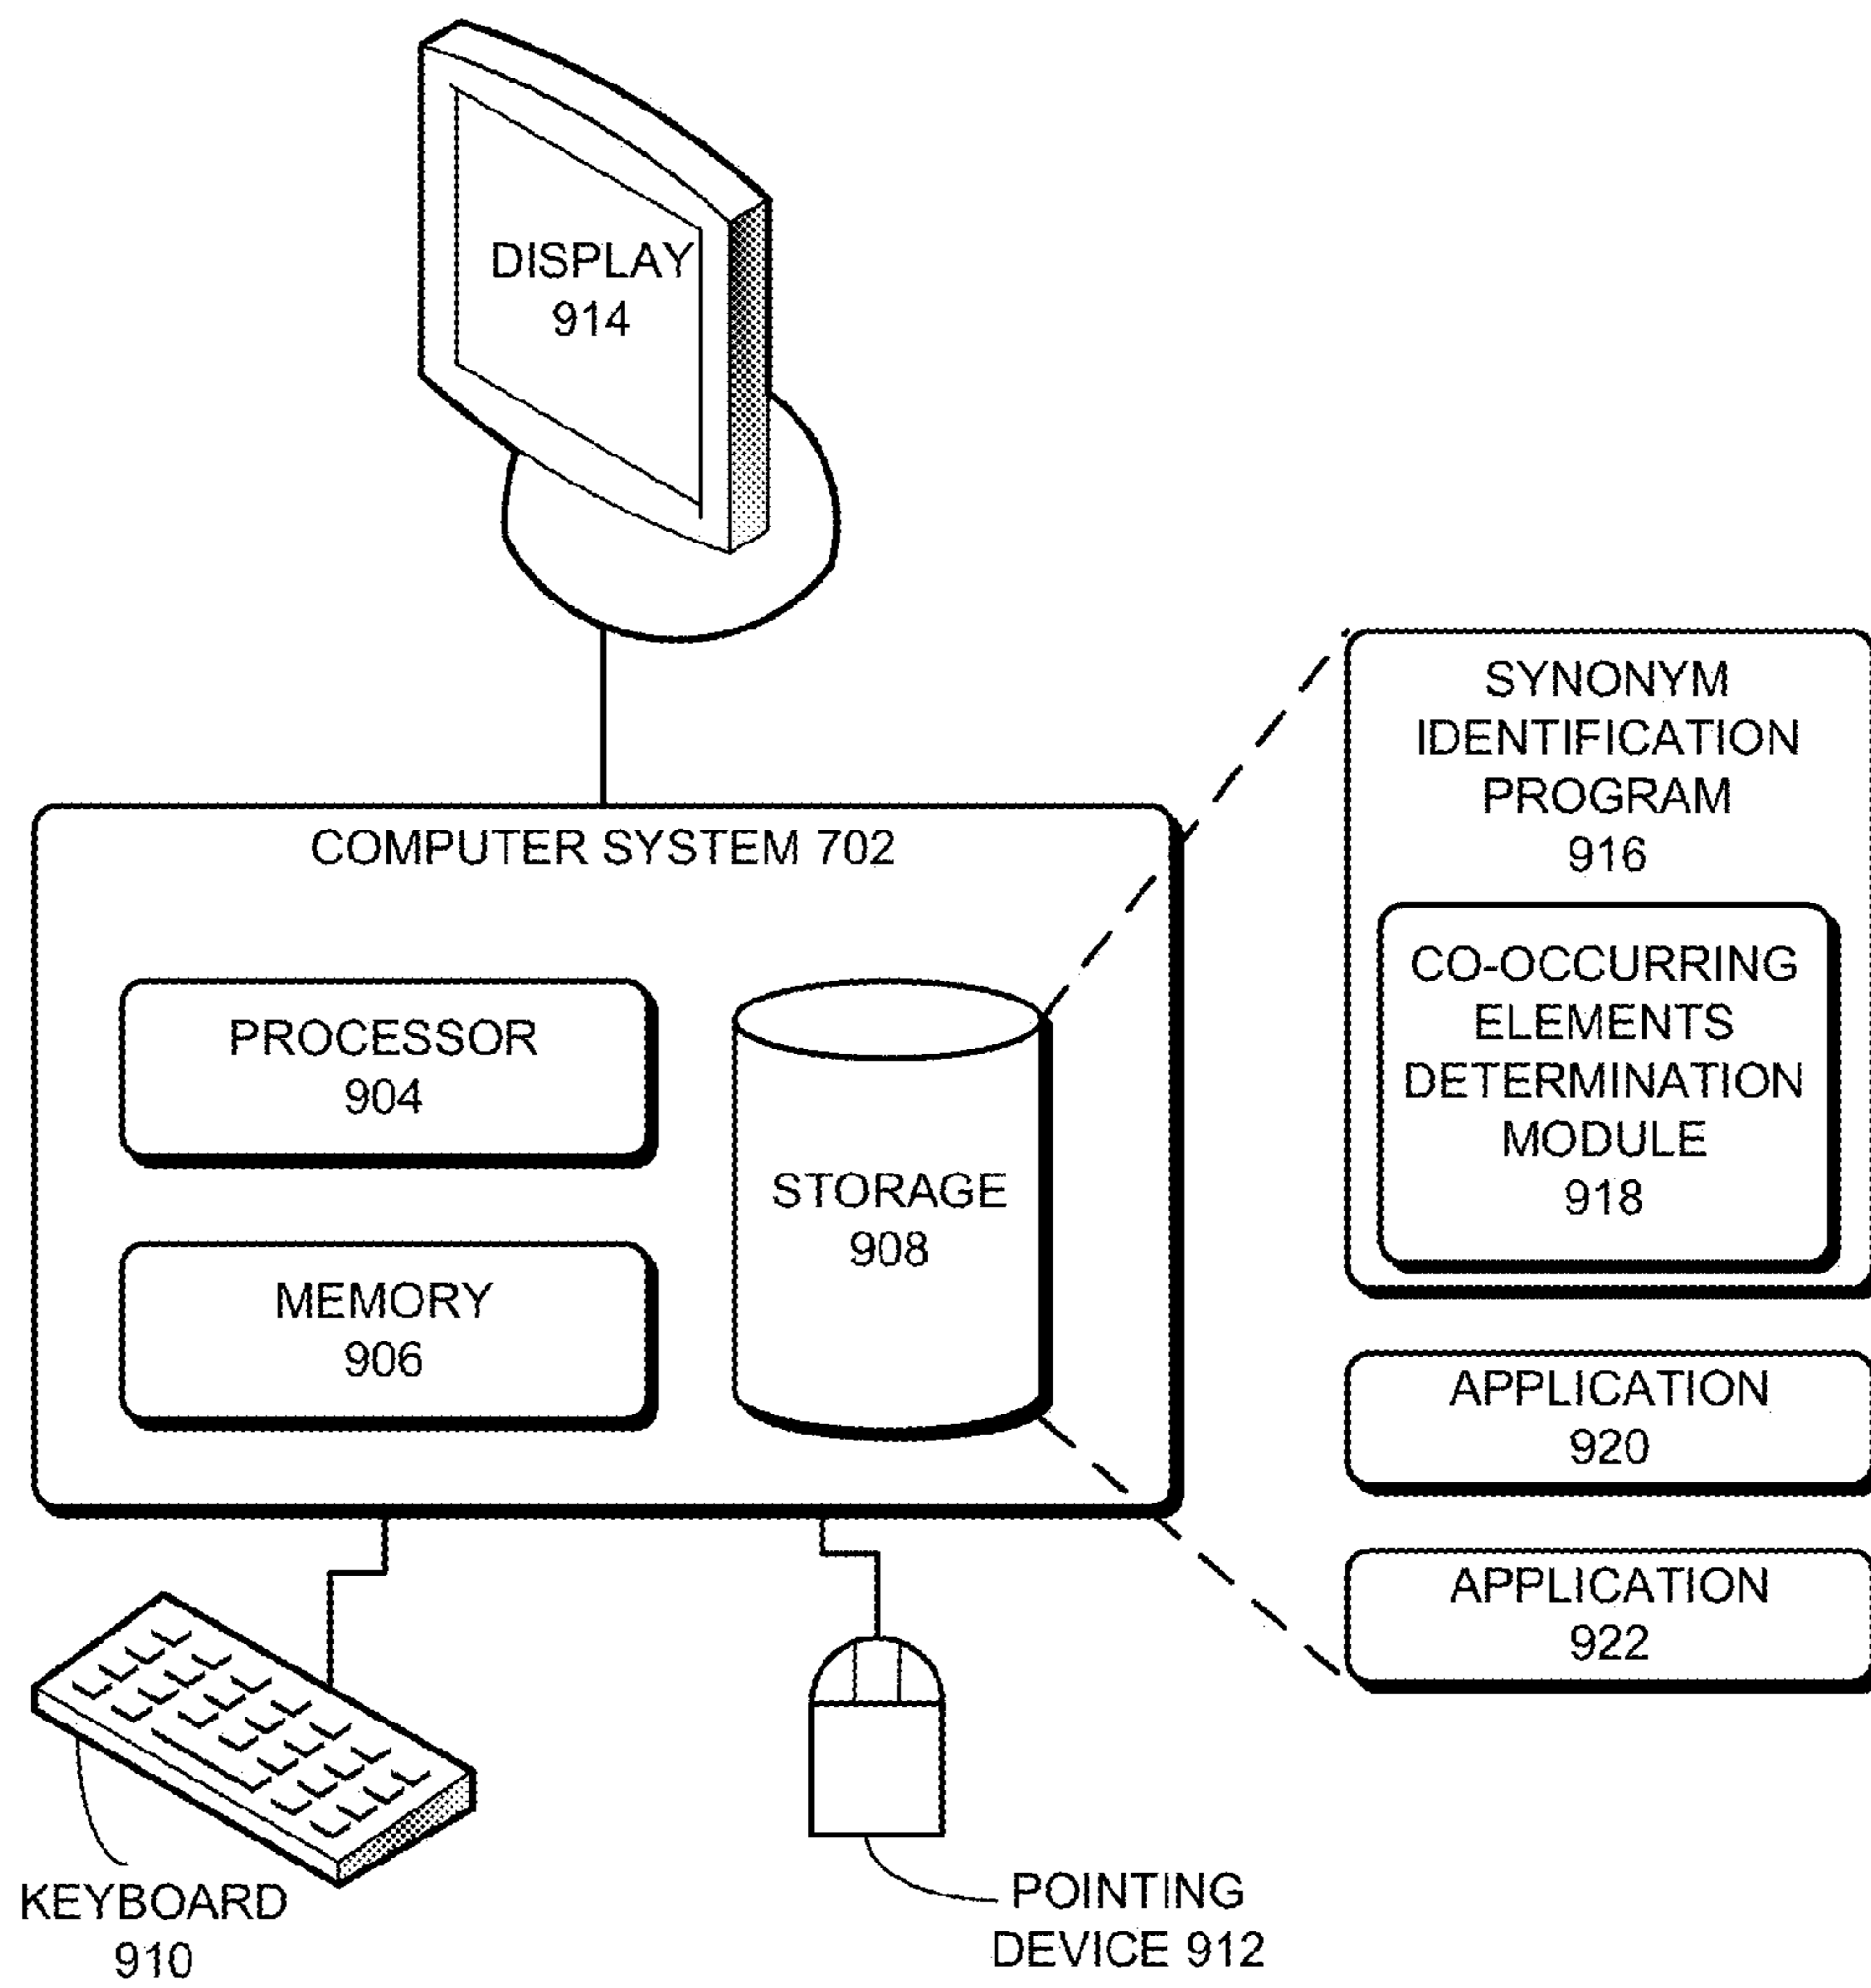 DISPLAY
914
COMPUTER SYSTEM 702
PROCESSOR
904
MEMORY
906
STORAGE
908
SYNONYM
IDENTIFICATION
PROGRAM
916
CO-OCCURRING
ELEMENTS
DETERMINATION
MODULE
918
APPLICATION
920
APPLICATION
922
KEYBOARD
910
POINTING
DEVICE 912